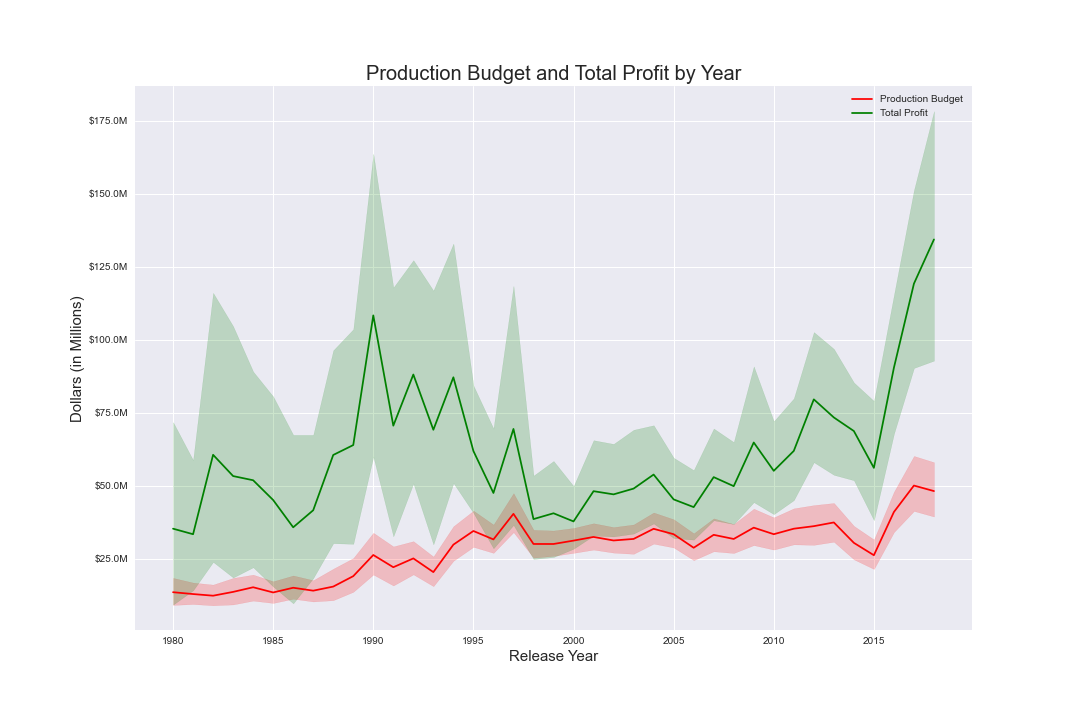 Production Budget and Total Profit by Year
Production Budget
Total Profit
$175.0M
$150.0M
$125.0M
$100.0M
$75.0M
$50.0M
$25.0M
Dollars (in Millions)
1980 1985 1990 1995 2000 2005 2010 2015
Release Year